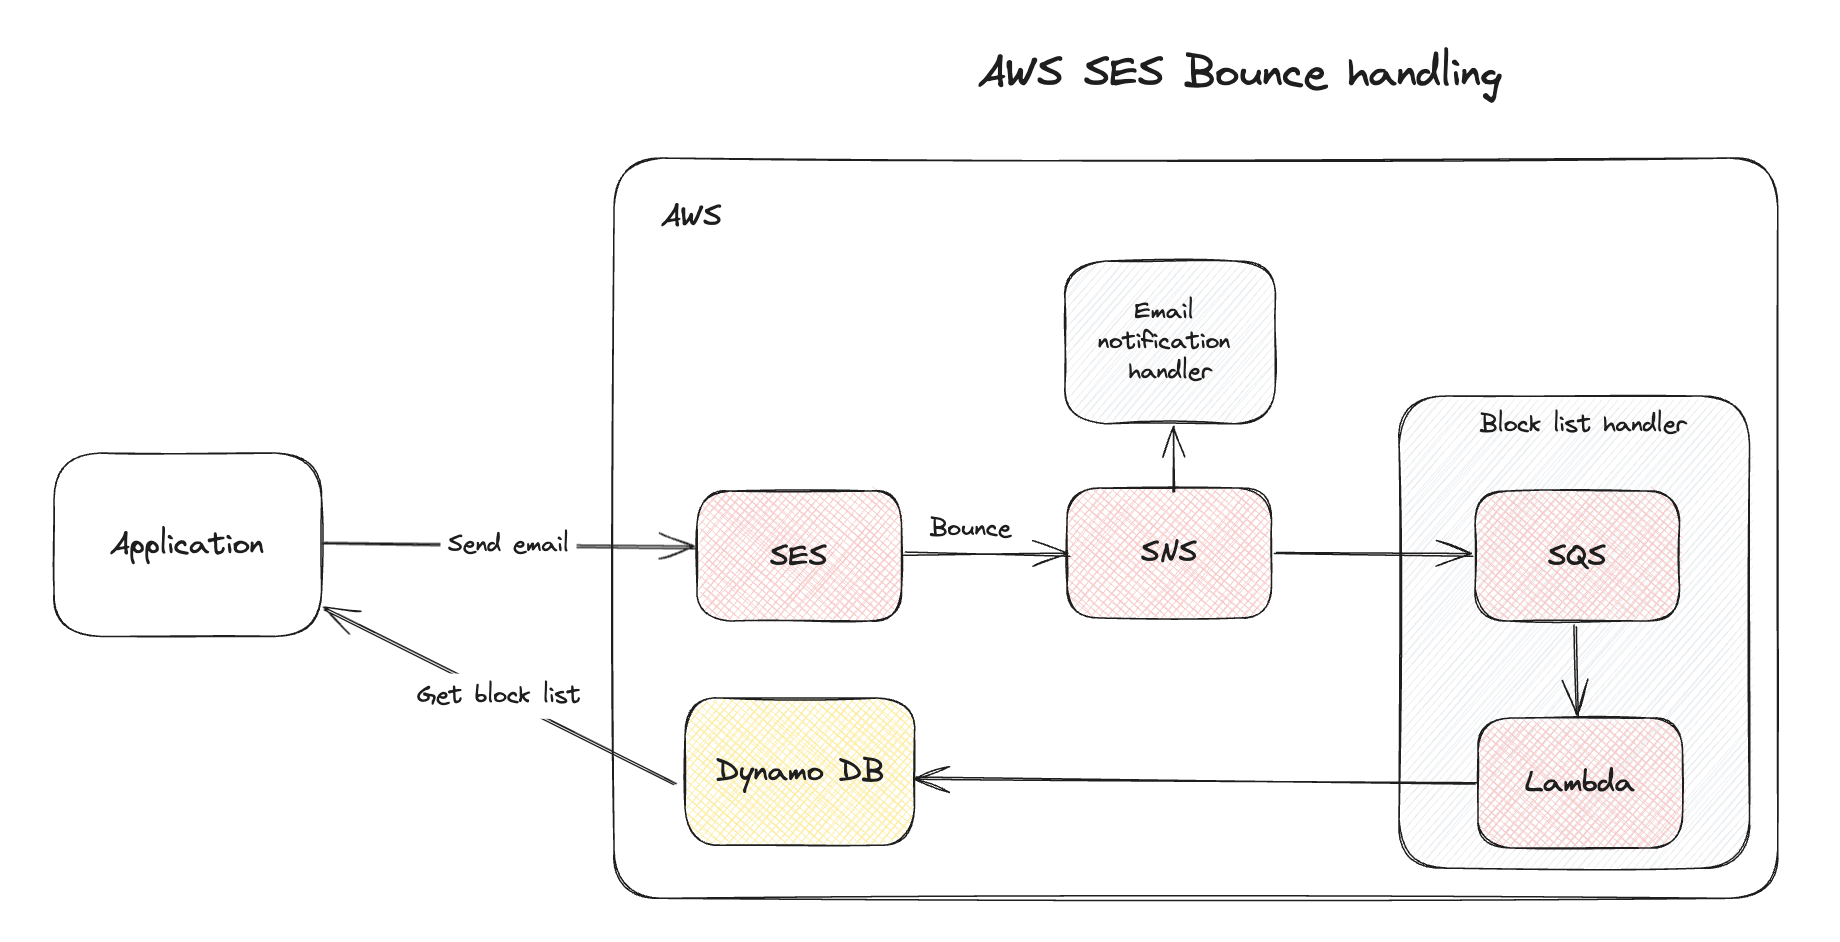 AWS SES Bounce handling
AWS
Email
notification
handler
Block list handler
Application
Send email
SES
Bounce
SNS
SQS
Get block list
Dynamo DB
Lambda